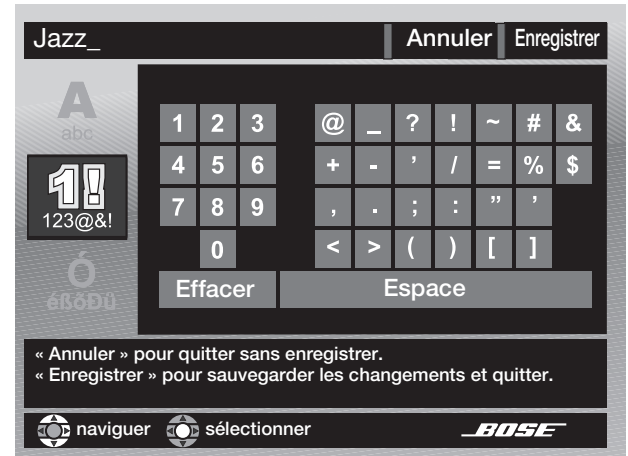 Jazz_ Annuler Enregistrer
A
abc
1 2 3 @ _ ? ! ~ # &
4 5 6 + - ’ / = % $
1!
123@&!
7 8 9 , . ; : ” ’
0 < > ( ) [ ]
Ó
éßõÐû
Effacer Espace
« Annuler » pour quitter sans enregistrer.
« Enregistrer » pour sauvegarder les changements et quitter.
naviguer sélectionner BOSE